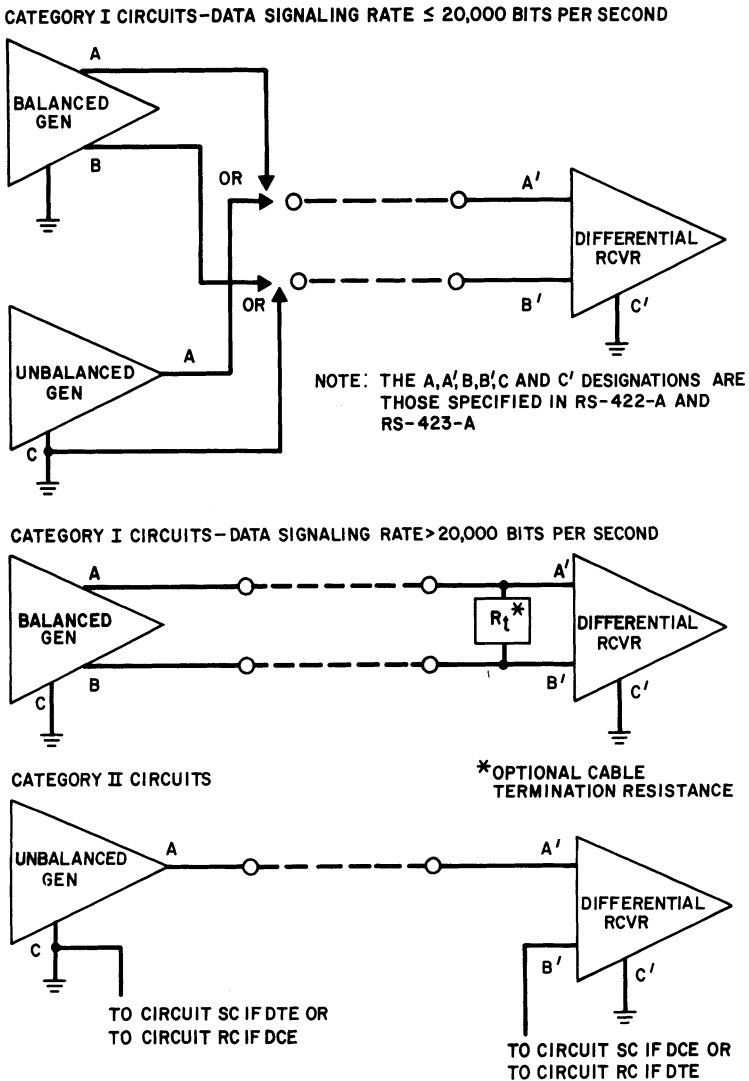 CATEGORY I CIRCUITS-DATA SIGNALING RATE ≤ 20,000 BITS PER SECOND
A
BALANCED
GEN
B
OR
A'
DIFFERENTIAL
RCVR
OR
B'
C'
A
UNBALANCED
GEN
C
NOTE: THE A,A',B,B',C AND C' DESIGNATIONS ARE
THOSE SPECIFIED IN RS-422-A AND
RS-423-A
CATEGORY I CIRCUITS-DATA SIGNALING RATE>20,000 BITS PER SECOND
A
A'
BALANCED
GEN
Rt*
DIFFERENTIAL
RCVR
B
B'
C
C'
*OPTIONAL CABLE
TERMINATION RESISTANCE
CATEGORY II CIRCUITS
A
A'
UNBALANCED
GEN
DIFFERENTIAL
RCVR
C
B'
C'
TO CIRCUIT SC IF DTE OR
TO CIRCUIT RC IF DCE
TO CIRCUIT SC IF DCE OR
TO CIRCUIT RC IF DTE